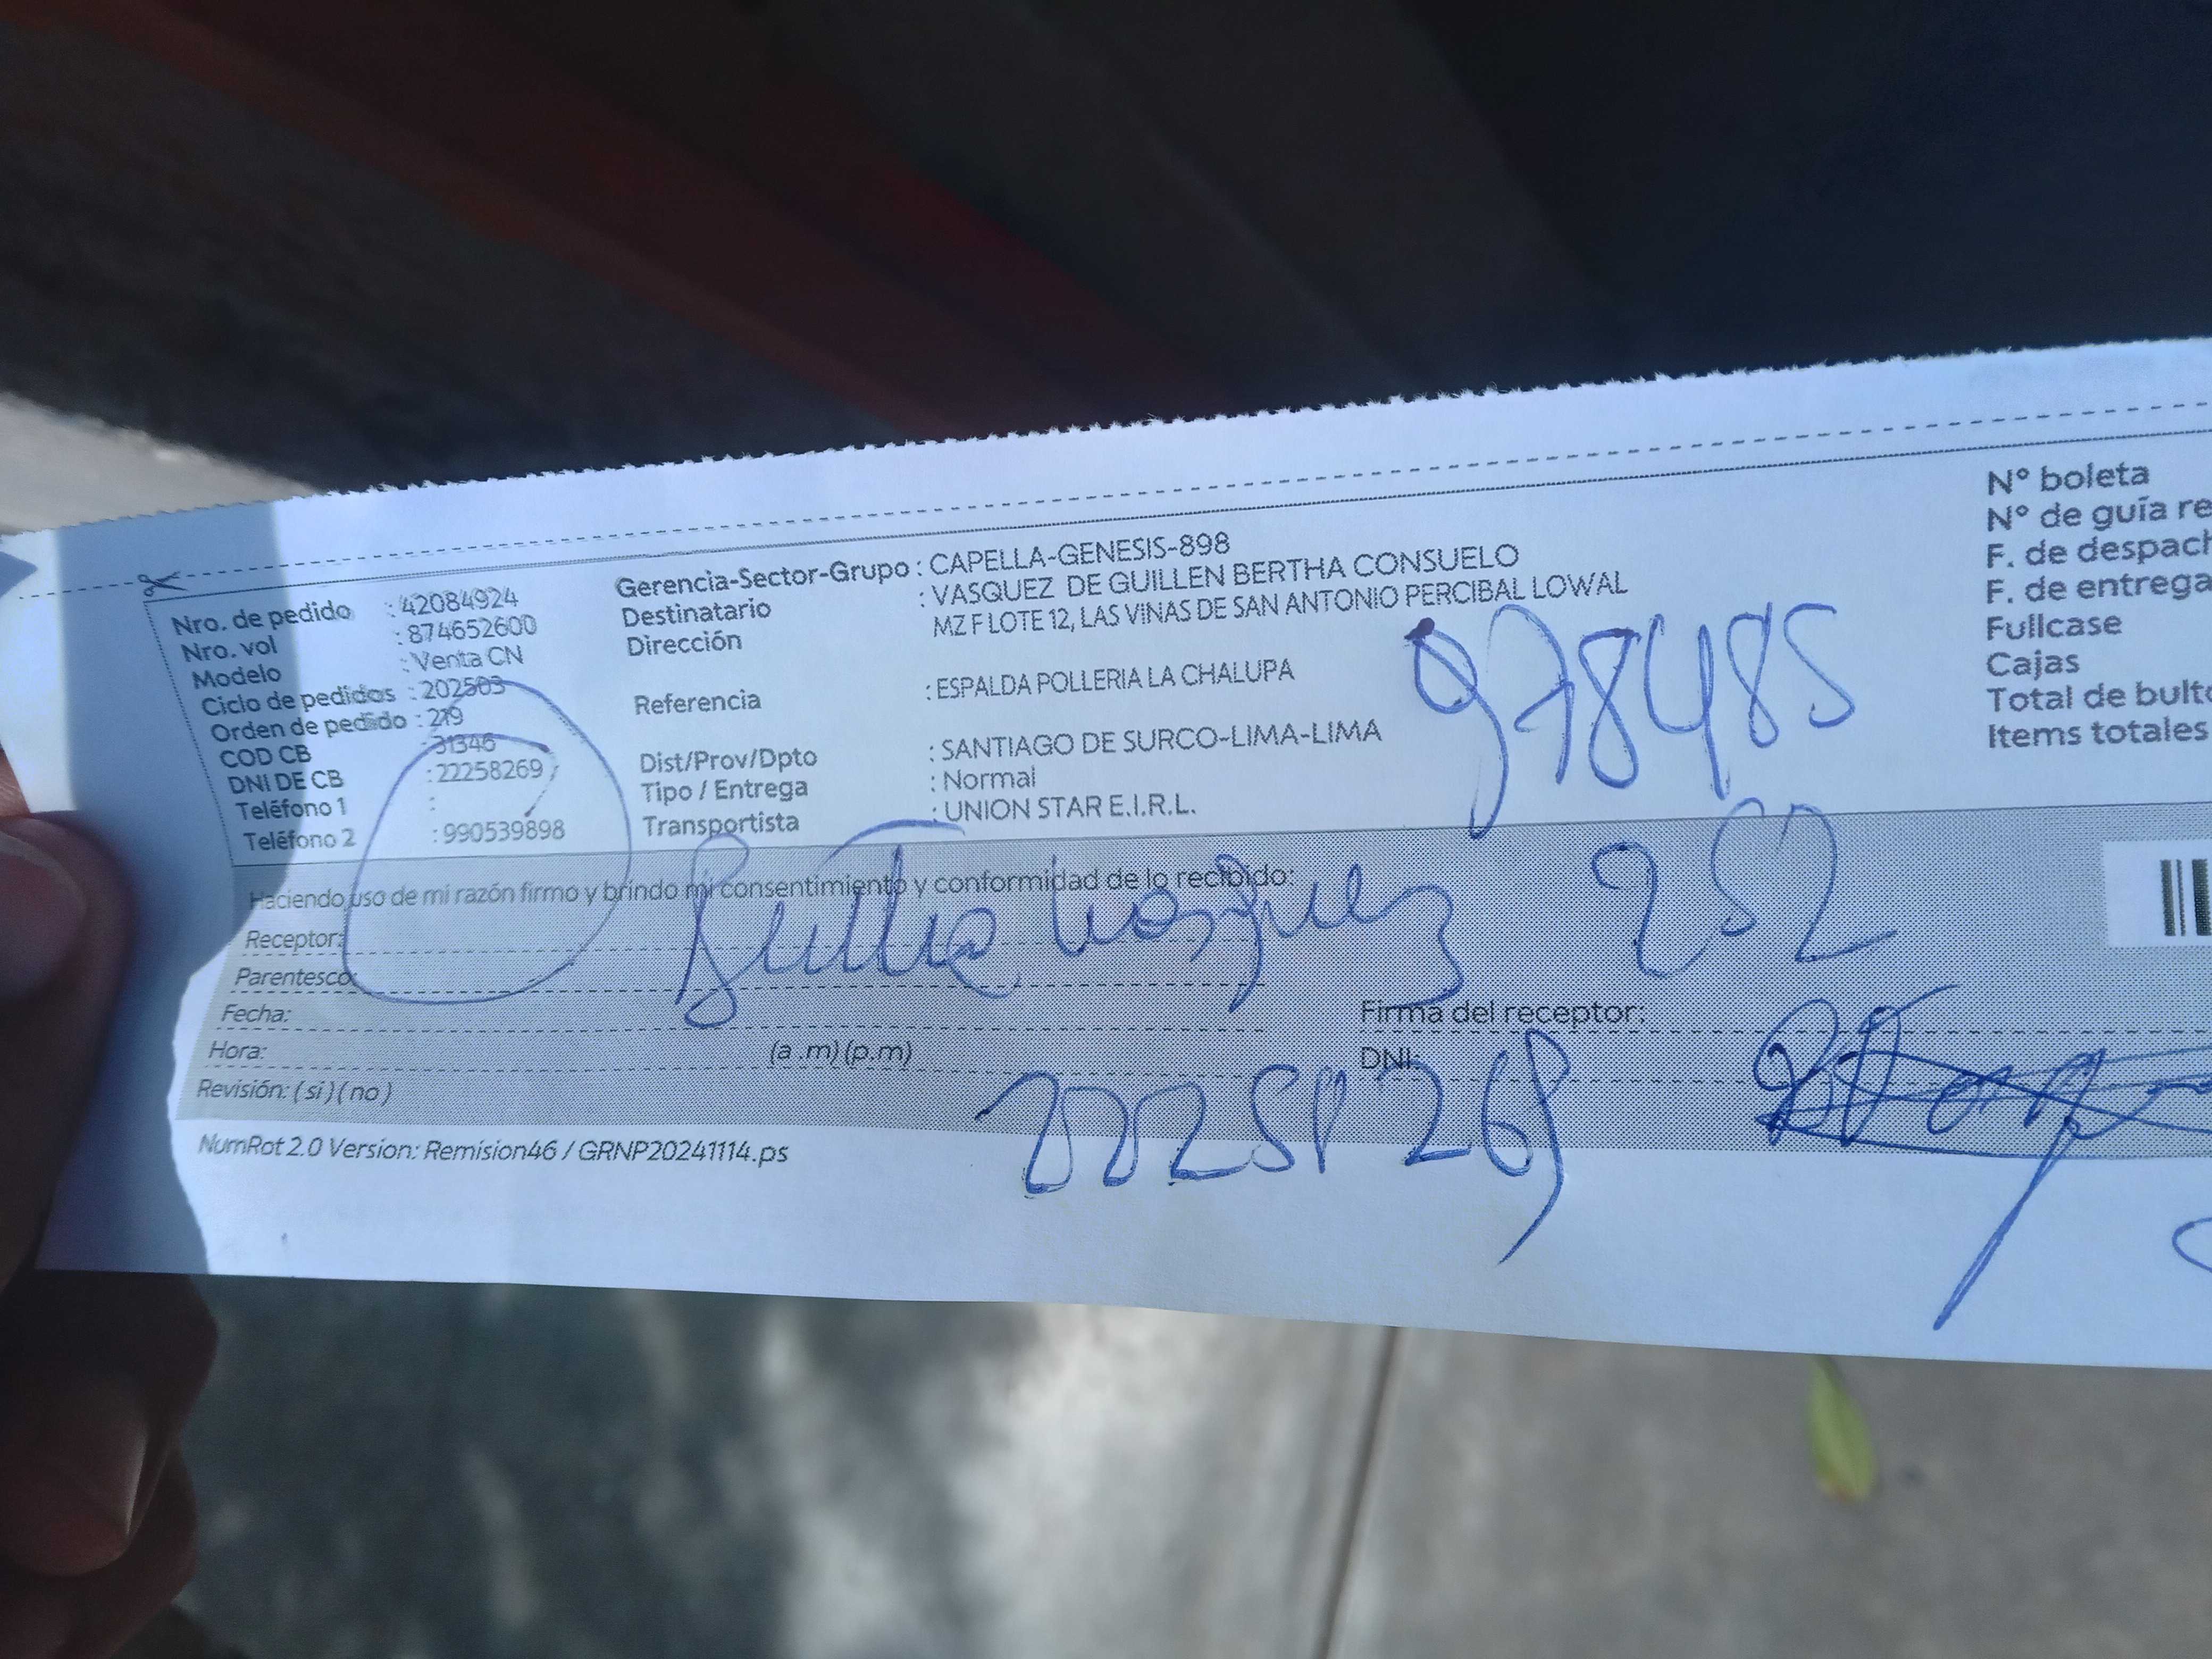 Nro. de pedido : 42084924
Nro. vol : 874652600
Modelo : Venta CN
Ciclo de pedidos : 202503
Orden de pedido : 219
COD CB : 31346
DNI DE CB : 22258269
Teléfono 1 :
Teléfono 2 : 990539898
Gerencia-Sector-Grupo : CAPELLA-GENESIS-898
Destinatario : VASQUEZ DE GUILLEN BERTHA CONSUELO
Dirección MZ F LOTE 12, LAS VINAS DE SAN ANTONIO PERCIBAL LOWAL
Referencia : ESPALDA POLLERIA LA CHALUPA
Dist/Prov/Dpto : SANTIAGO DE SURCO-LIMA-LIMA
Tipo / Entrega : Normal
Transportista : UNION STAR E.I.R.L.
978485
252
N° boleta
N° de guía re
F. de despach
F. de entrega
Fullcase
Cajas
Total de bulto
Items totales
Haciendo uso de mi razón firmo y brindo mi consentimiento y conformidad de lo recibido:
Receptor: Bertha Vasquez
Parentesco:
Fecha:
Hora: (a .m) (p.m)
Revisión: ( si ) ( no )
Firma del receptor:
DNI:
NumRot 2.0 Version: Remision46 / GRNP20241114.ps